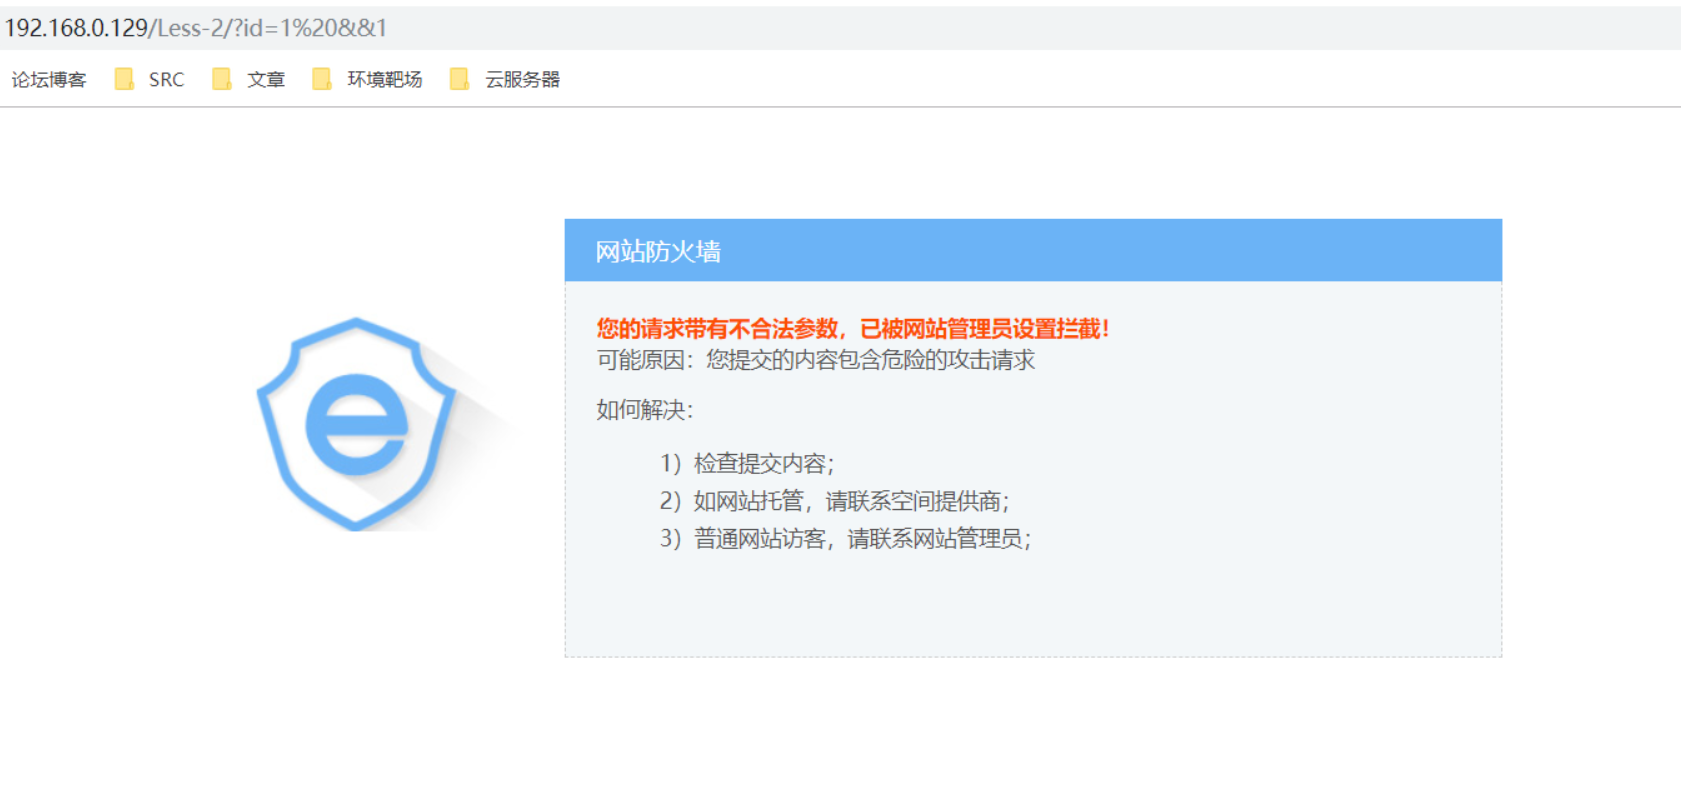 192.168.0.129/Less-2/?id=1%20&&1
论坛博客 SRC 文章 环境靶场 云服务器
网站防火墙
您的请求带有不合法参数，已被网站管理员设置拦截！
可能原因：您提交的内容包含危险的攻击请求
如何解决：
1）检查提交内容；
2）如网站托管，请联系空间提供商；
3）普通网站访客，请联系网站管理员；